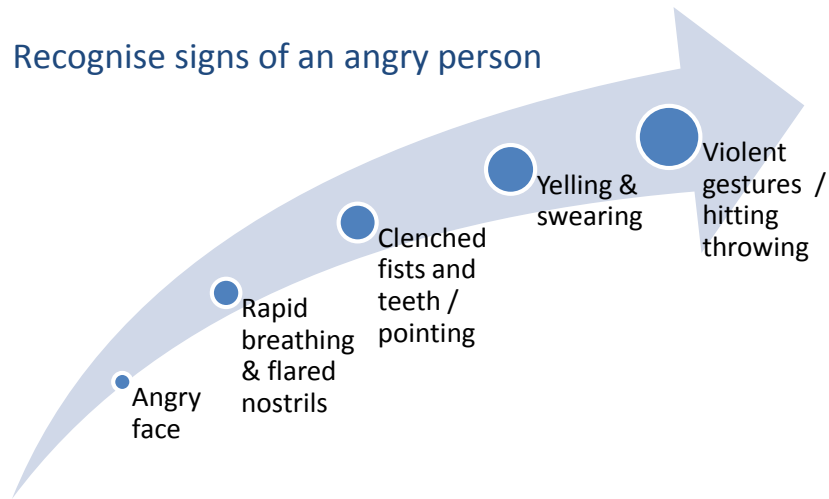 Recognise signs of an angry person
Angry
face
Rapid
breathing
& flared
nostrils
Clenched
fists and
teeth /
pointing
Yelling &
swearing
Violent
gestures /
hitting
throwing